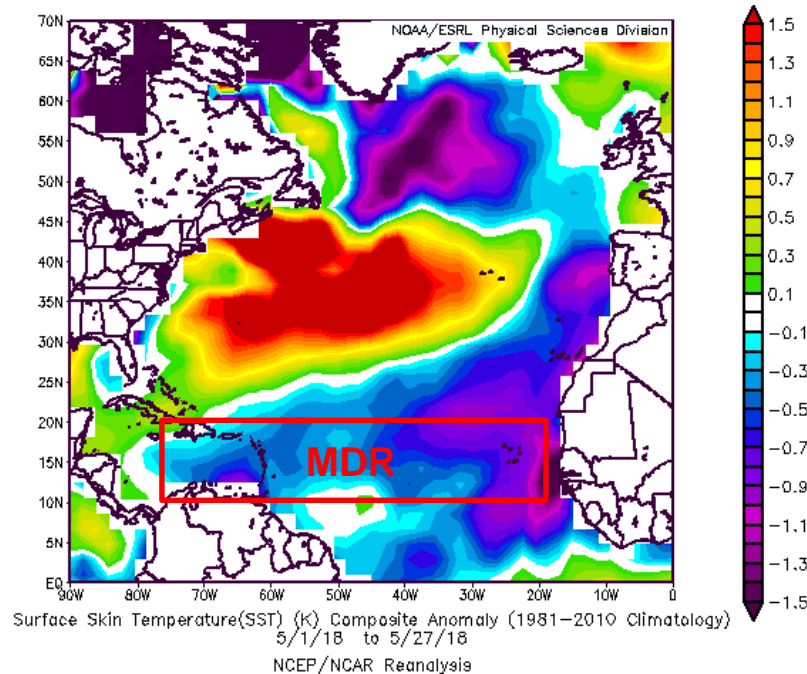 NOAA/ESRL Physical Sciences Division
70N
65N
60N
55N
50N
45N
40N
35N
30N
25N
20N
15N
10N
5N
EQ
MDR
90W 80W 70W 60W 50W 40W 30W 20W 10W 0
1.5
1.3
1.1
0.9
0.7
0.5
0.3
0.1
-0.1
-0.3
-0.5
-0.7
-0.9
-1.1
-1.3
-1.5
Surface Skin Temperature(SST) (K) Composite Anomaly (1981-2010 Climatology)
5/1/18 to 5/27/18
NCEP/NCAR Reanalysis